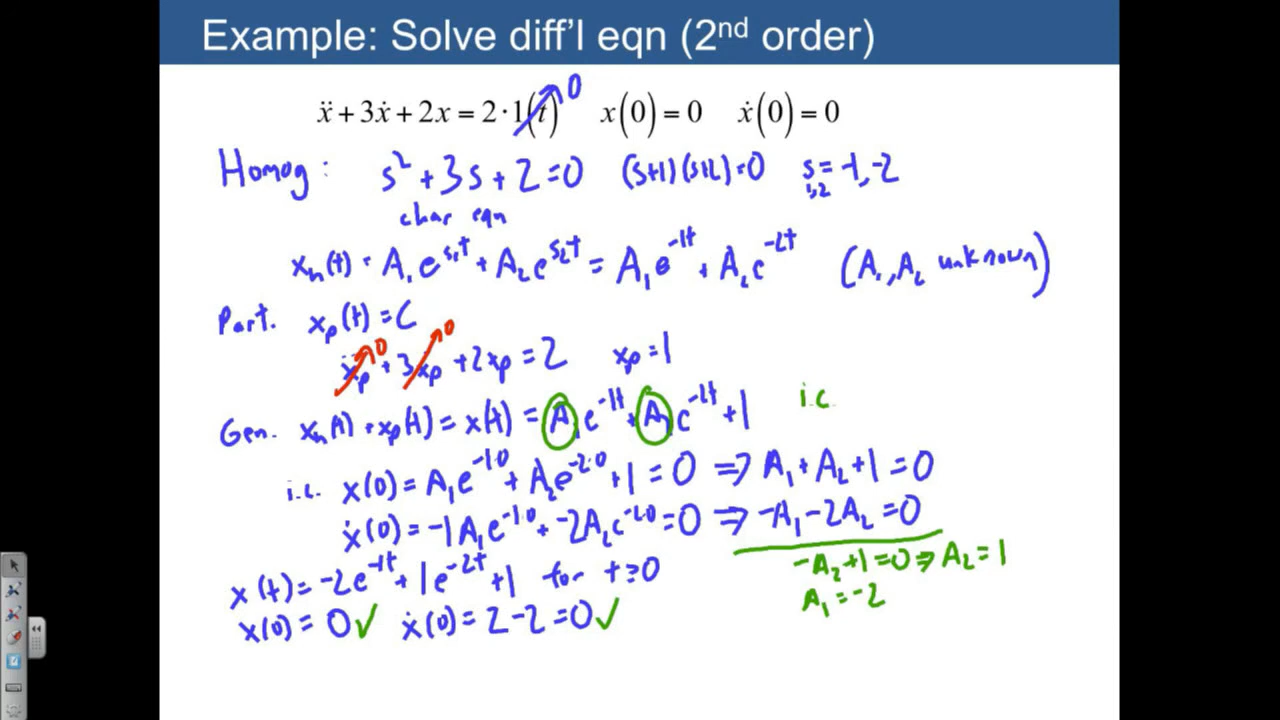 Example: Solve diff'l eqn (2nd order)
ẍ + 3ẋ + 2x = 2·1(t) 0 x(0) = 0 ẋ(0) = 0
Homog: s² + 3s + 2 = 0 (s+1)(s+2) = 0 s₁,₂ = -1, -2
char eqn
xₕ(t) = A₁e^{s₁t} + A₂e^{s₂t} = A₁e^{-1t} + A₂e^{-2t} (A₁, A₂ unknown)
Part. xₚ(t) = C
ẍₚ 0 + 3ẋₚ 0 + 2xₚ = 2 xₚ = 1
Gen. xₕ(t) + xₚ(t) = x(t) = A₁e^{-1t} + A₂e^{-2t} + 1 i.c.
i.c. x(0) = A₁e^{-1·0} + A₂e^{-2·0} + 1 = 0 ⇒ A₁ + A₂ + 1 = 0
ẋ(0) = -1A₁e^{-1·0} + -2A₂e^{-2·0} = 0 ⇒ -A₁ - 2A₂ = 0
-A₂ + 1 = 0 ⇒ A₂ = 1
x(t) = -2e^{-1t} + 1e^{-2t} + 1 for t ≥ 0
A₁ = -2
x(0) = 0 ✓ ẋ(0) = 2 - 2 = 0 ✓